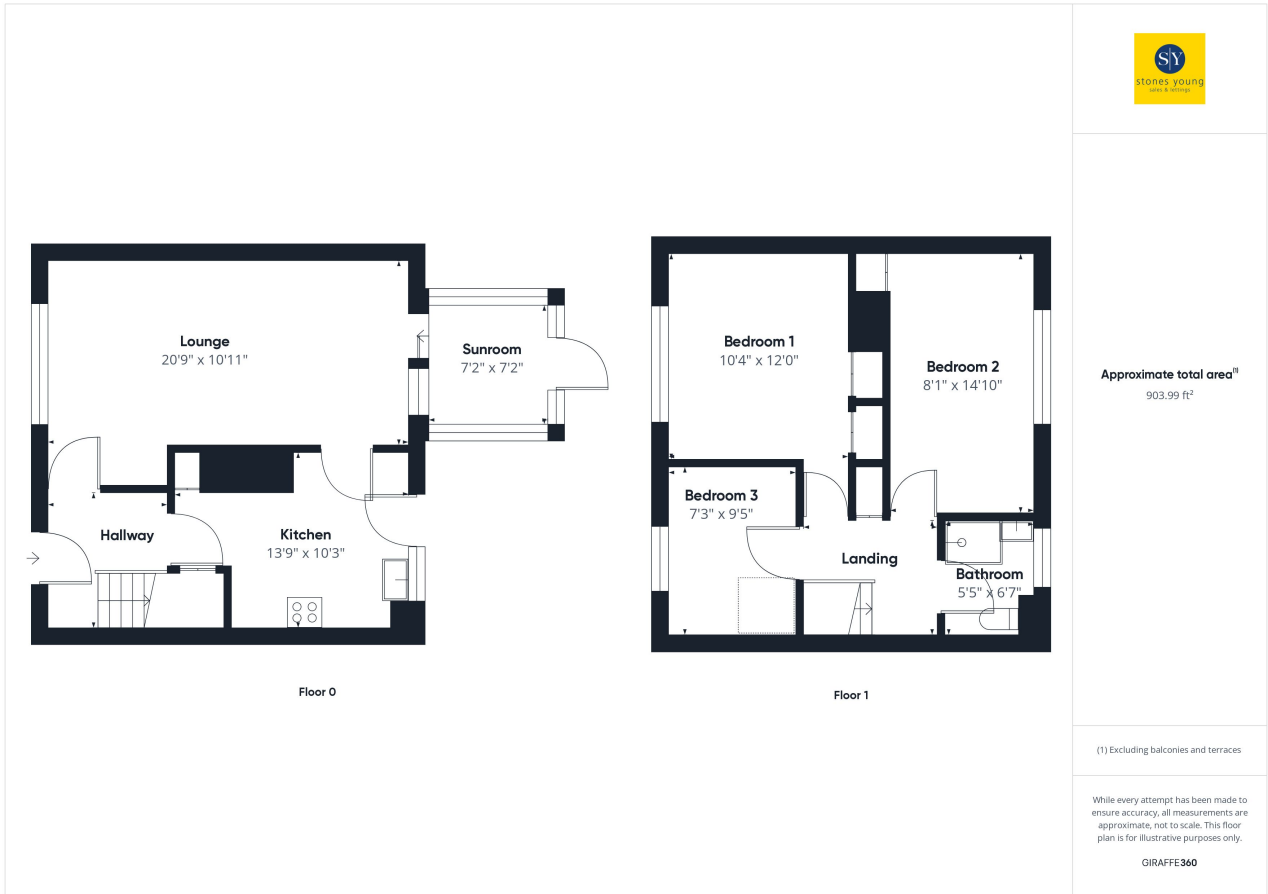 S|Y
stones young
sales & lettings
Lounge
20'9" x 10'11"
Sunroom
7'2" x 7'2"
Hallway
Kitchen
13'9" x 10'3"
Floor 0
Bedroom 1
10'4" x 12'0"
Bedroom 2
8'1" x 14'10"
Bedroom 3
7'3" x 9'5"
Landing
Bathroom
5'5" x 6'7"
Floor 1
Approximate total area(1)
903.99 ft²
(1) Excluding balconies and terraces
While every attempt has been made to
ensure accuracy, all measurements are
approximate, not to scale. This floor
plan is for illustrative purposes only.
GIRAFFE360